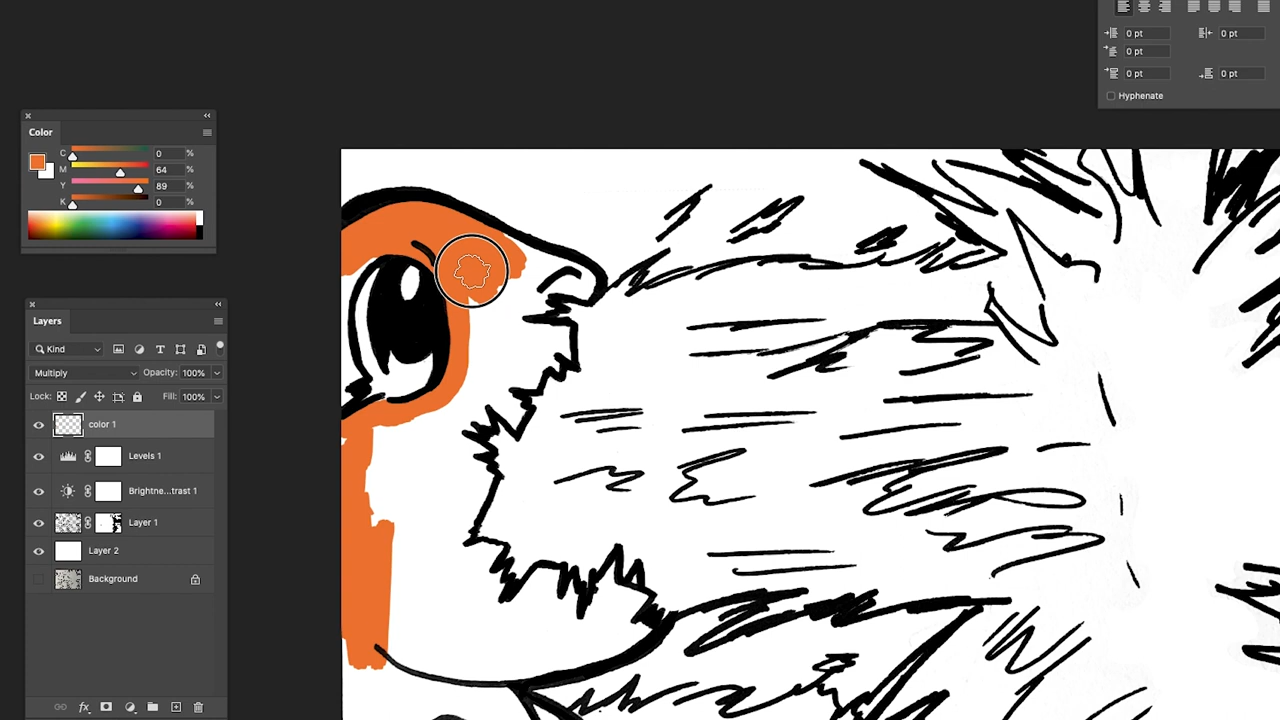 0 pt
0 pt
0 pt
0 pt
0 pt
Hyphenate
Color
C 0 %
M 64 %
Y 89 %
K 0 %
Layers
Kind
Multiply Opacity: 100%
Lock: Fill: 100%
color 1
Levels 1
Brightne...trast 1
Layer 1
Layer 2
Background
fx